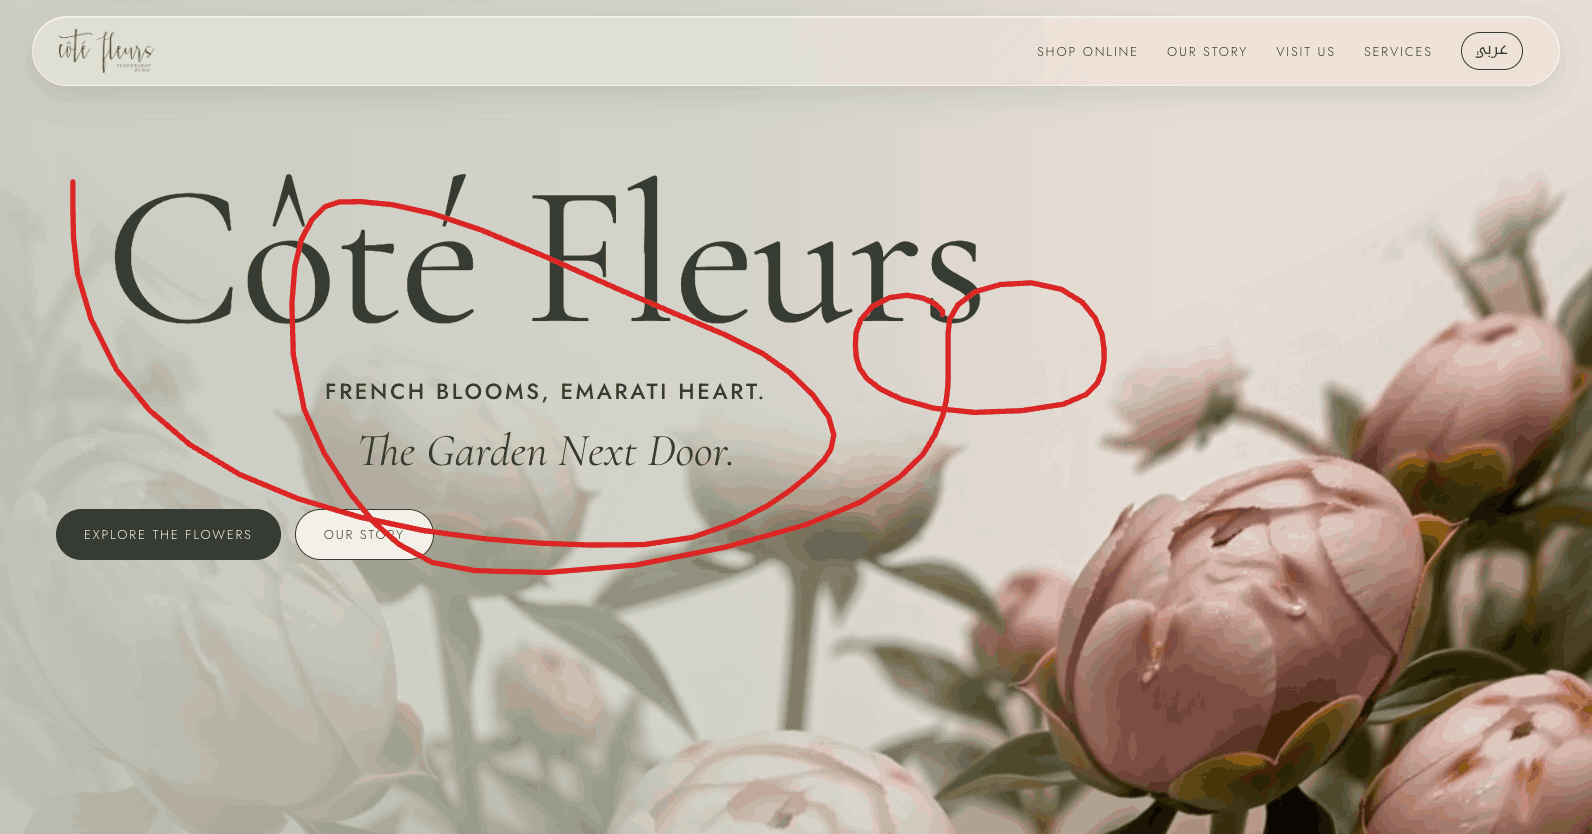 côté fleurs
SHOP ONLINE OUR STORY VISIT US SERVICES عربي
Côté Fleurs
FRENCH BLOOMS, EMARATI HEART.
The Garden Next Door.
EXPLORE THE FLOWERS OUR STORY